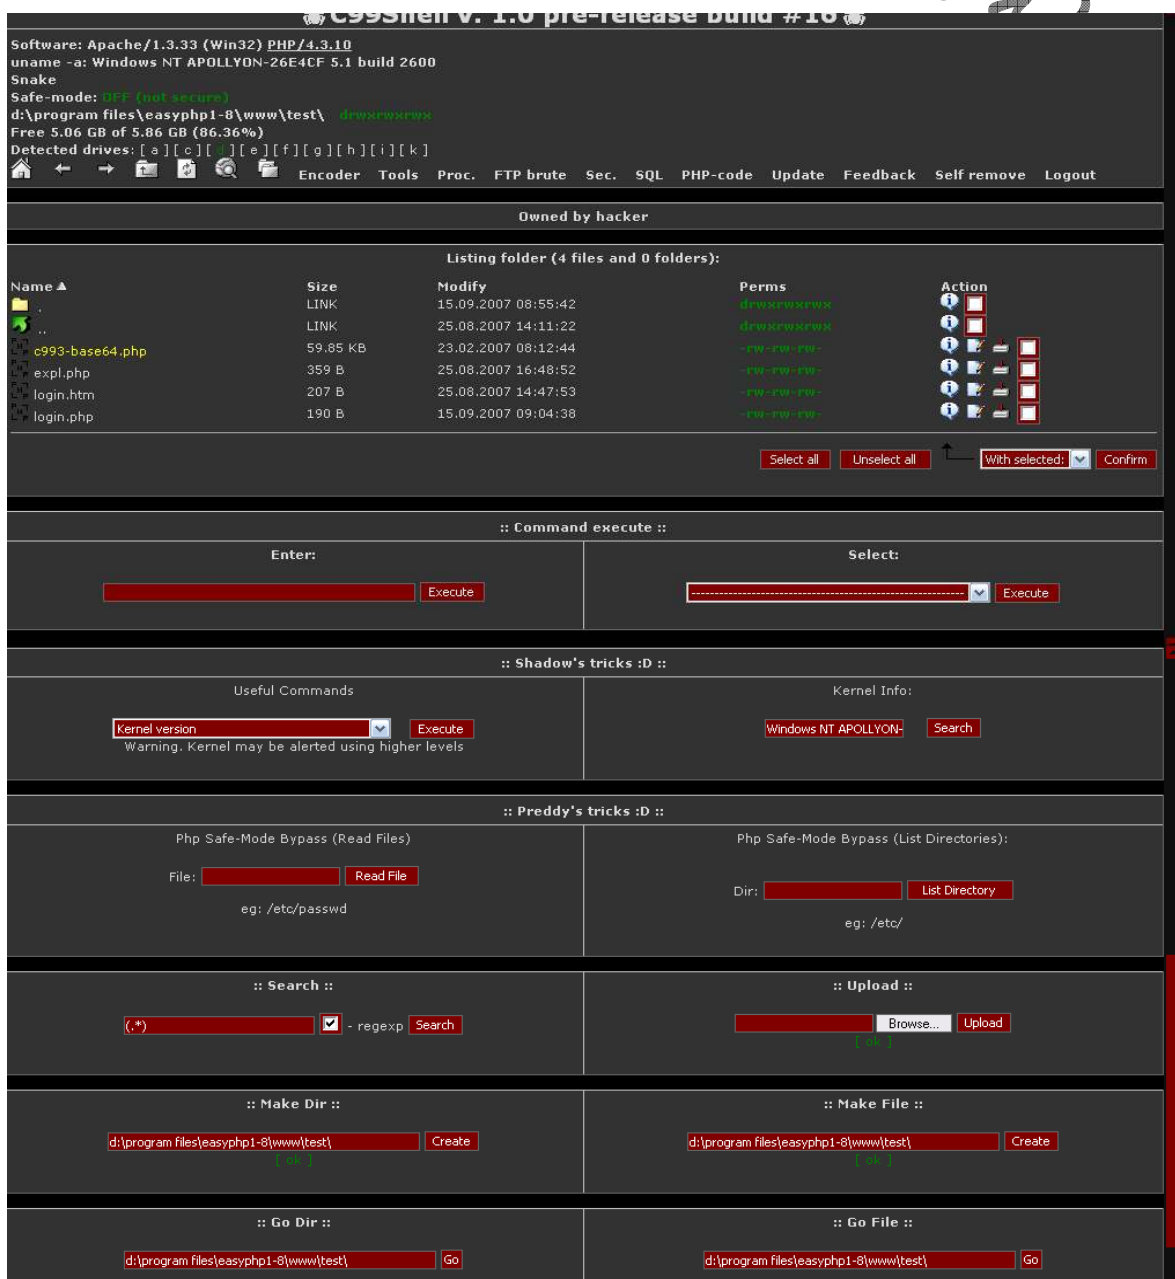 C99Shell v. 1.0 pre-release build #16
Software: Apache/1.3.33 (Win32) PHP/4.3.10
uname -a: Windows NT APOLLYON-26E4CF 5.1 build 2600
Snake
Safe-mode: OFF (not secure)
d:\program files\easyphp1-8\www\test\ drwxrwxrwx
Free 5.06 GB of 5.86 GB (86.36%)
Detected drives: [ a ] [ c ] [ d ] [ e ] [ f ] [ g ] [ h ] [ i ] [ k ]
Encoder Tools Proc. FTP brute Sec. SQL PHP-code Update Feedback Self remove Logout
Owned by hacker
Listing folder (4 files and 0 folders):
Name Size Modify Perms Action
. LINK 15.09.2007 08:55:42 drwxrwxrwx
.. LINK 25.08.2007 14:11:22 drwxrwxrwx
c993-base64.php 59.85 KB 23.02.2007 08:12:44 -rw-rw-rw-
expl.php 359 B 25.08.2007 16:48:52 -rw-rw-rw-
login.htm 207 B 25.08.2007 14:47:53 -rw-rw-rw-
login.php 190 B 15.09.2007 09:04:38 -rw-rw-rw-
Select all Unselect all With selected: Confirm
:: Command execute ::
Enter: Select:
Execute Execute
:: Shadow's tricks :D ::
Useful Commands Kernel Info:
Kernel version Execute Windows NT APOLLYON- Search
Warning. Kernel may be alerted using higher levels
:: Preddy's tricks :D ::
Php Safe-Mode Bypass (Read Files) Php Safe-Mode Bypass (List Directories):
File: Read File Dir: List Directory
eg: /etc/passwd eg: /etc/
:: Search :: :: Upload ::
(.*) - regexp Search Browse... Upload
[ ok ]
:: Make Dir :: :: Make File ::
d:\program files\easyphp1-8\www\test\ Create d:\program files\easyphp1-8\www\test\ Create
[ ok ] [ ok ]
:: Go Dir :: :: Go File ::
d:\program files\easyphp1-8\www\test\ Go d:\program files\easyphp1-8\www\test\ Go